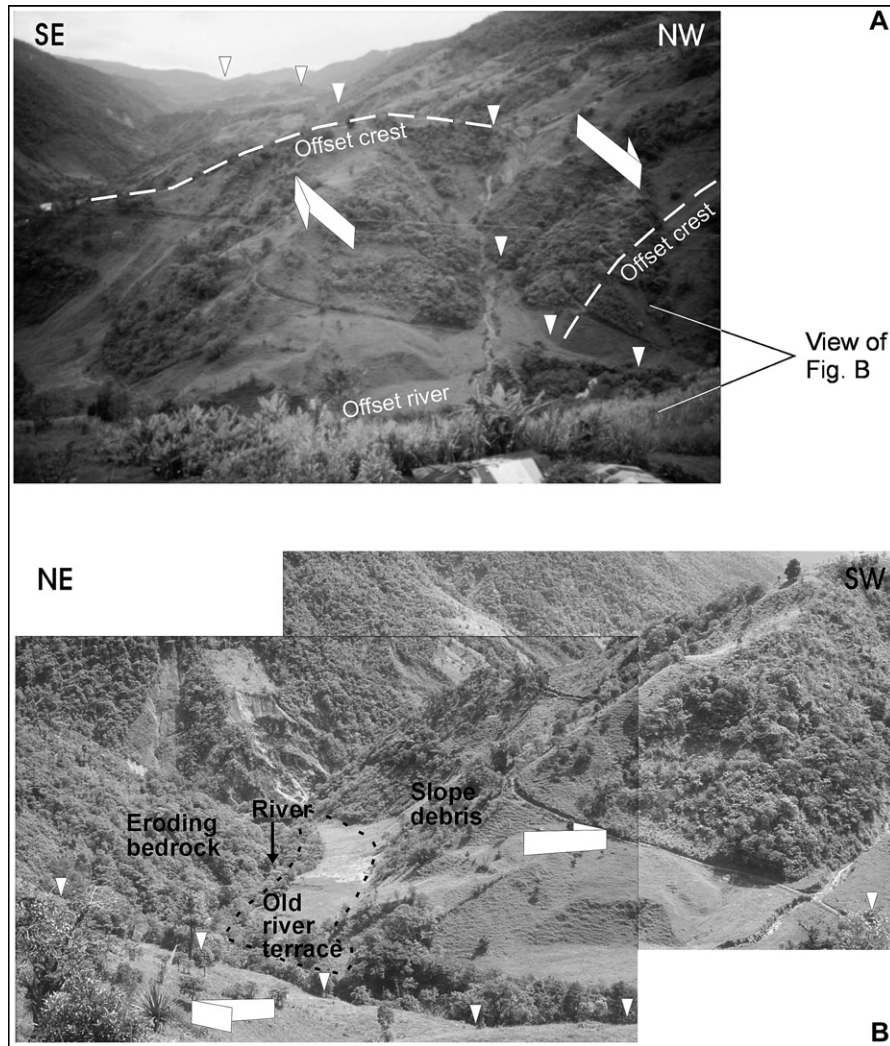 A
SE
NW
Offset crest
Offset crest
View of
Fig. B
Offset river
NE
SW
River
Slope
debris
Eroding
bedrock
Old
river
terrace
B